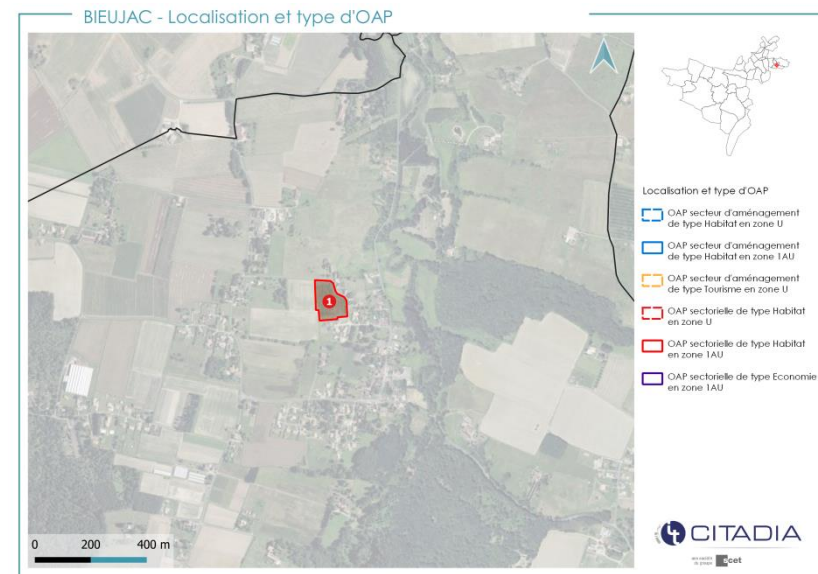 BIEUJAC - Localisation et type d'OAP
1
0 200 400 m
Localisation et type d'OAP
OAP secteur d'aménagement
de type Habitat en zone U
OAP secteur d'aménagement
de type Habitat en zone 1AU
OAP secteur d'aménagement
de type Tourisme en zone U
OAP sectorielle de type Habitat
en zone U
OAP sectorielle de type Habitat
en zone 1AU
OAP sectorielle de type Economie
en zone 1AU
CITADIA
scet